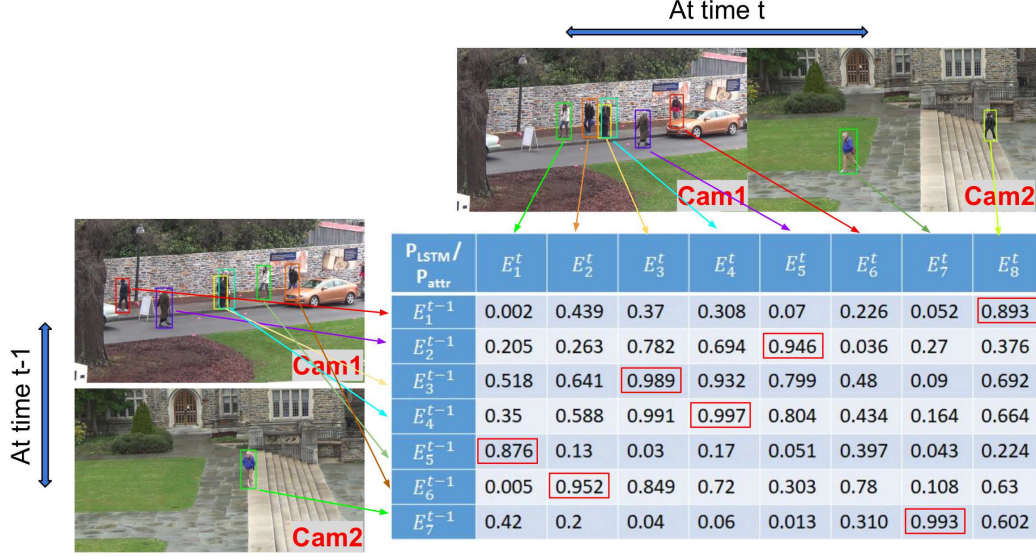 At time t
Cam1
Cam2
At time t-1
Cam1
Cam2
P_LSTM / P_attr E_1^t E_2^t E_3^t E_4^t E_5^t E_6^t E_7^t E_8^t
E_1^{t-1} 0.002 0.439 0.37 0.308 0.07 0.226 0.052 0.893
E_2^{t-1} 0.205 0.263 0.782 0.694 0.946 0.036 0.27 0.376
E_3^{t-1} 0.518 0.641 0.989 0.932 0.799 0.48 0.09 0.692
E_4^{t-1} 0.35 0.588 0.991 0.997 0.804 0.434 0.164 0.664
E_5^{t-1} 0.876 0.13 0.03 0.17 0.051 0.397 0.043 0.224
E_6^{t-1} 0.005 0.952 0.849 0.72 0.303 0.78 0.108 0.63
E_7^{t-1} 0.42 0.2 0.04 0.06 0.013 0.310 0.993 0.602